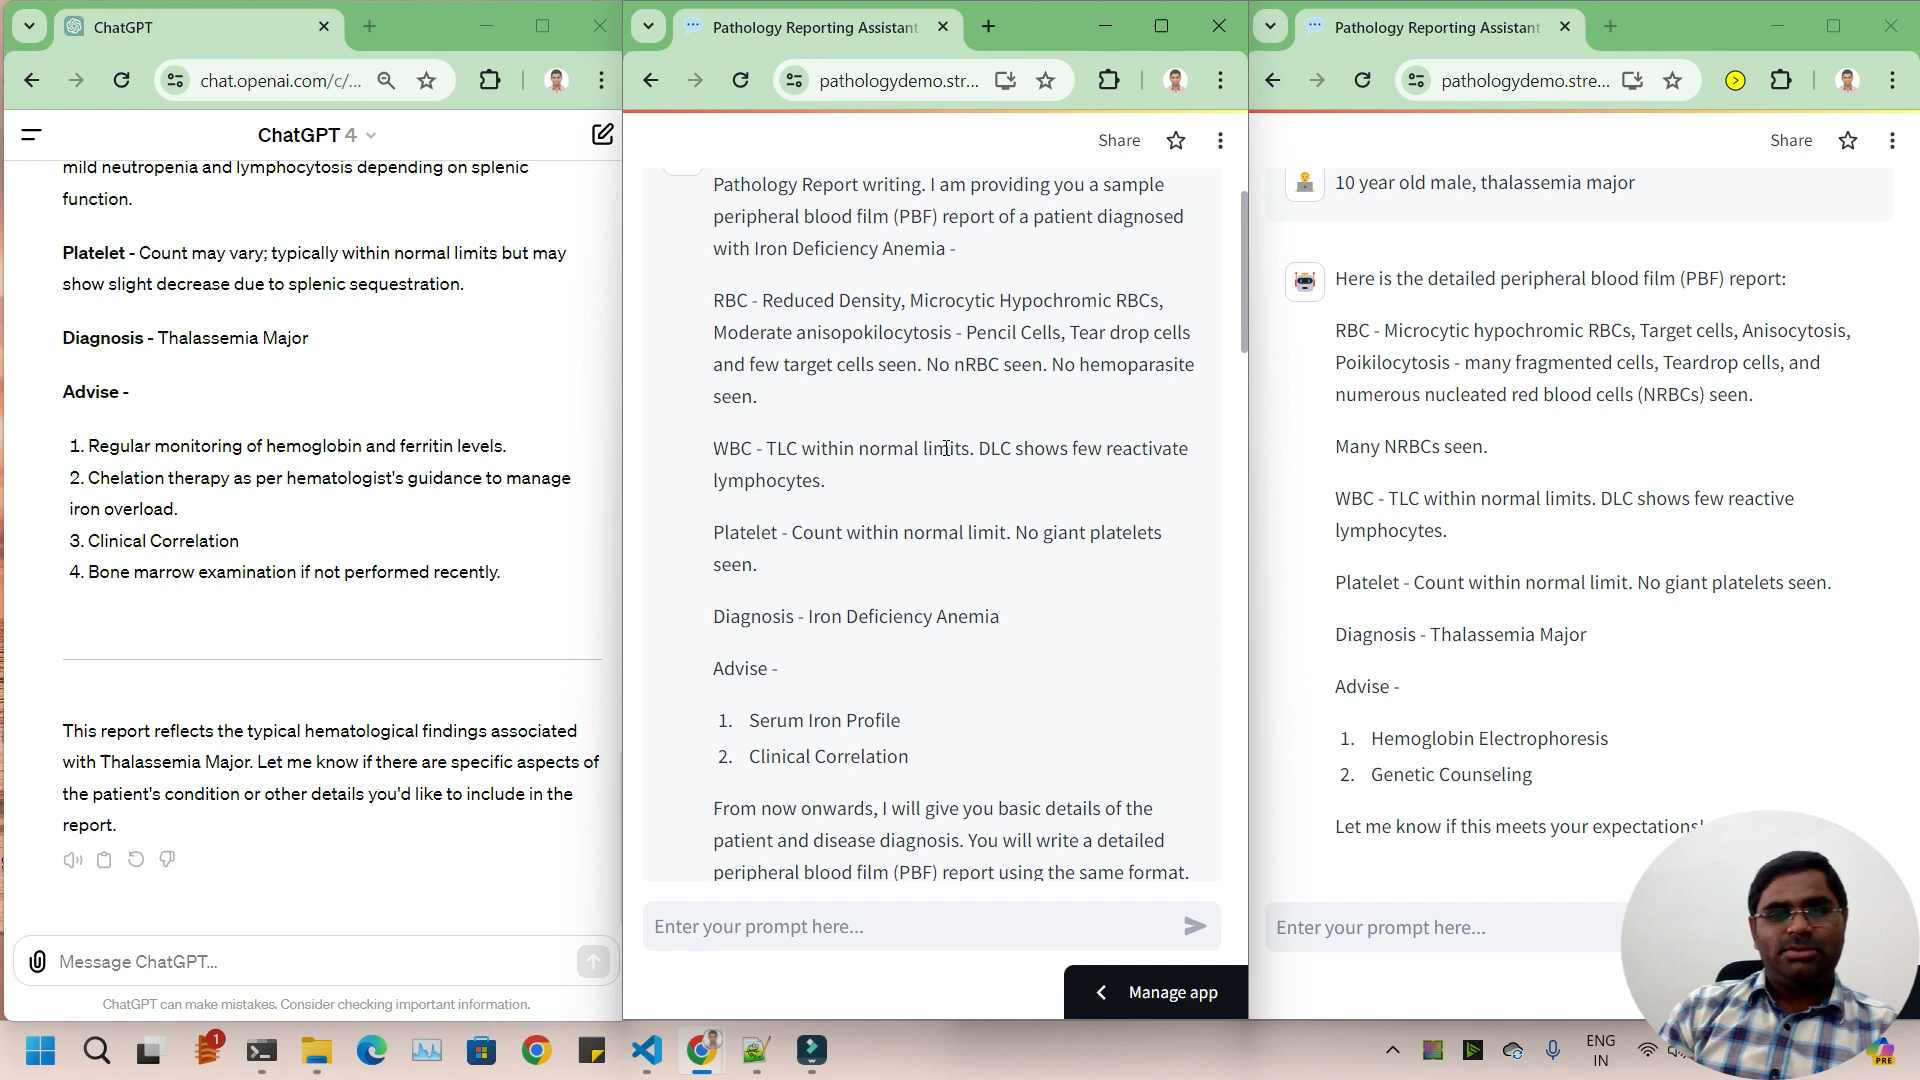 ChatGPT
chat.openai.com/c/...
ChatGPT 4
mild neutropenia and lymphocytosis depending on splenic
function.
Platelet - Count may vary; typically within normal limits but may
show slight decrease due to splenic sequestration.
Diagnosis - Thalassemia Major
Advise -
1. Regular monitoring of hemoglobin and ferritin levels.
2. Chelation therapy as per hematologist's guidance to manage
iron overload.
3. Clinical Correlation
4. Bone marrow examination if not performed recently.
This report reflects the typical hematological findings associated
with Thalassemia Major. Let me know if there are specific aspects of
the patient's condition or other details you'd like to include in the
report.
Message ChatGPT...
ChatGPT can make mistakes. Consider checking important information.
Pathology Reporting Assistant
pathologydemo.str...
Share
Pathology Report writing. I am providing you a sample
peripheral blood film (PBF) report of a patient diagnosed
with Iron Deficiency Anemia -
RBC - Reduced Density, Microcytic Hypochromic RBCs,
Moderate anisopokilocytosis - Pencil Cells, Tear drop cells
and few target cells seen. No nRBC seen. No hemoparasite
seen.
WBC - TLC within normal limits. DLC shows few reactivate
lymphocytes.
Platelet - Count within normal limit. No giant platelets
seen.
Diagnosis - Iron Deficiency Anemia
Advise -
1. Serum Iron Profile
2. Clinical Correlation
From now onwards, I will give you basic details of the
patient and disease diagnosis. You will write a detailed
peripheral blood film (PBF) report using the same format.
Enter your prompt here...
Manage app
Pathology Reporting Assistant
pathologydemo.stre...
Share
10 year old male, thalassemia major
Here is the detailed peripheral blood film (PBF) report:
RBC - Microcytic hypochromic RBCs, Target cells, Anisocytosis,
Poikilocytosis - many fragmented cells, Teardrop cells, and
numerous nucleated red blood cells (NRBCs) seen.
Many NRBCs seen.
WBC - TLC within normal limits. DLC shows few reactive
lymphocytes.
Platelet - Count within normal limit. No giant platelets seen.
Diagnosis - Thalassemia Major
Advise -
1. Hemoglobin Electrophoresis
2. Genetic Counseling
Let me know if this meets your expectations!
Enter your prompt here...
1
ENG
IN
PRE